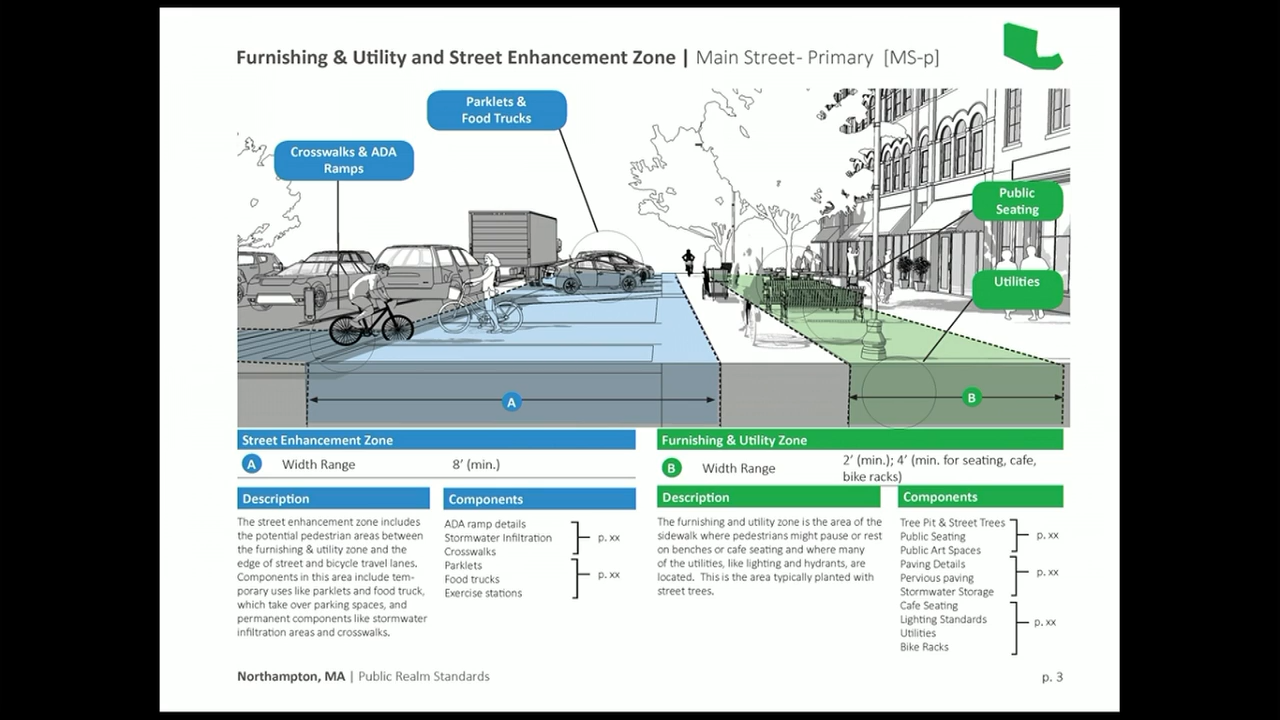 Furnishing & Utility and Street Enhancement Zone | Main Street- Primary [MS-p]
Parklets &
Food Trucks
Crosswalks & ADA
Ramps
Public
Seating
Utilities
A
B
Street Enhancement Zone
A Width Range 8’ (min.)
Description
The street enhancement zone includes
the potential pedestrian areas between
the furnishing & utility zone and the
edge of street and bicycle travel lanes.
Components in this area include tem-
porary uses like parklets and food truck,
which take over parking spaces, and
permanent components like stormwater
infiltration areas and crosswalks.
Components
ADA ramp details
Stormwater Infiltration
Crosswalks
p. xx
Parklets
Food trucks
Exercise stations
p. xx
Furnishing & Utility Zone
B Width Range 2’ (min.); 4’ (min. for seating, cafe,
bike racks)
Description
The furnishing and utility zone is the area of the
sidewalk where pedestrians might pause or rest
on benches or cafe seating and where many
of the utilities, like lighting and hydrants, are
located. This is the area typically planted with
street trees.
Components
Tree Pit & Street Trees
Public Seating
Public Art Spaces
p. xx
Paving Details
Pervious paving
Stormwater Storage
p. xx
Cafe Seating
Lighting Standards
Utilities
Bike Racks
p. xx
Northampton, MA | Public Realm Standards
p. 3